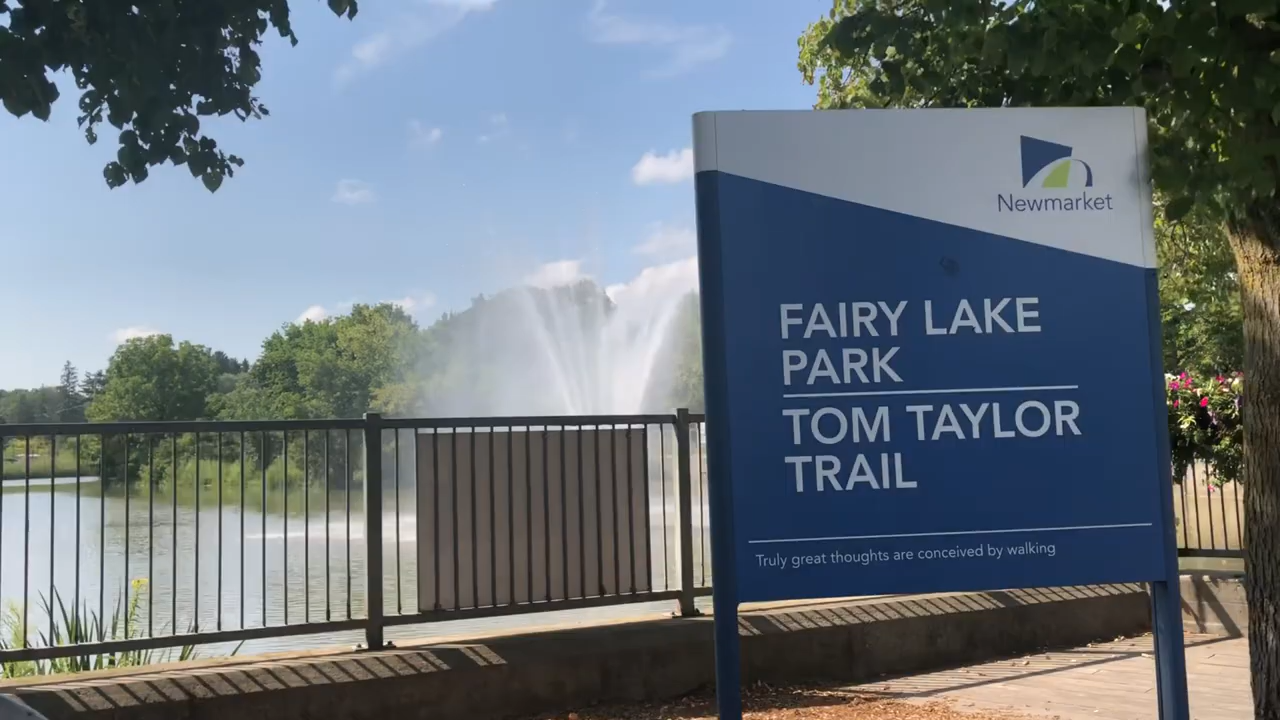 Newmarket
FAIRY LAKE
PARK
TOM TAYLOR
TRAIL
Truly great thoughts are conceived by walking